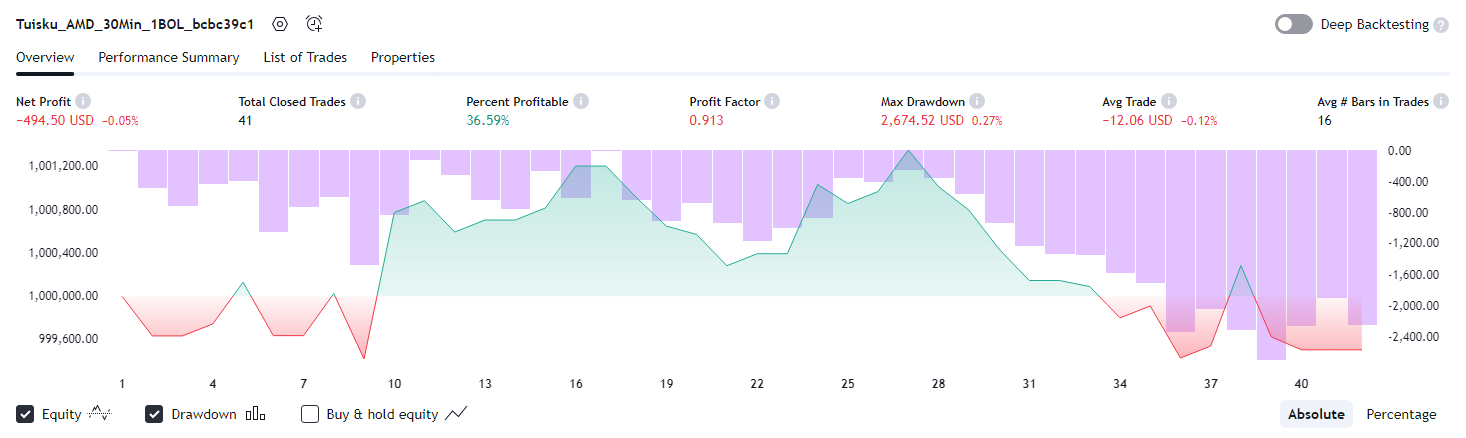 Tuisku_AMD_30Min_1BOL_bcbc39c1 Deep Backtesting ?
Overview Performance Summary List of Trades Properties
Net Profit i Total Closed Trades i Percent Profitable i Profit Factor i Max Drawdown i Avg Trade i Avg # Bars in Trades i
−494.50 USD −0.05% 41 36.59% 0.913 2,674.52 USD 0.27% −12.06 USD −0.12% 16
1,001,200.00
1,000,800.00
1,000,400.00
1,000,000.00
999,600.00
0.00
-400.00
-800.00
-1,200.00
-1,600.00
-2,000.00
-2,400.00
1 4 7 10 13 16 19 22 25 28 31 34 37 40
Equity Drawdown Buy & hold equity Absolute Percentage